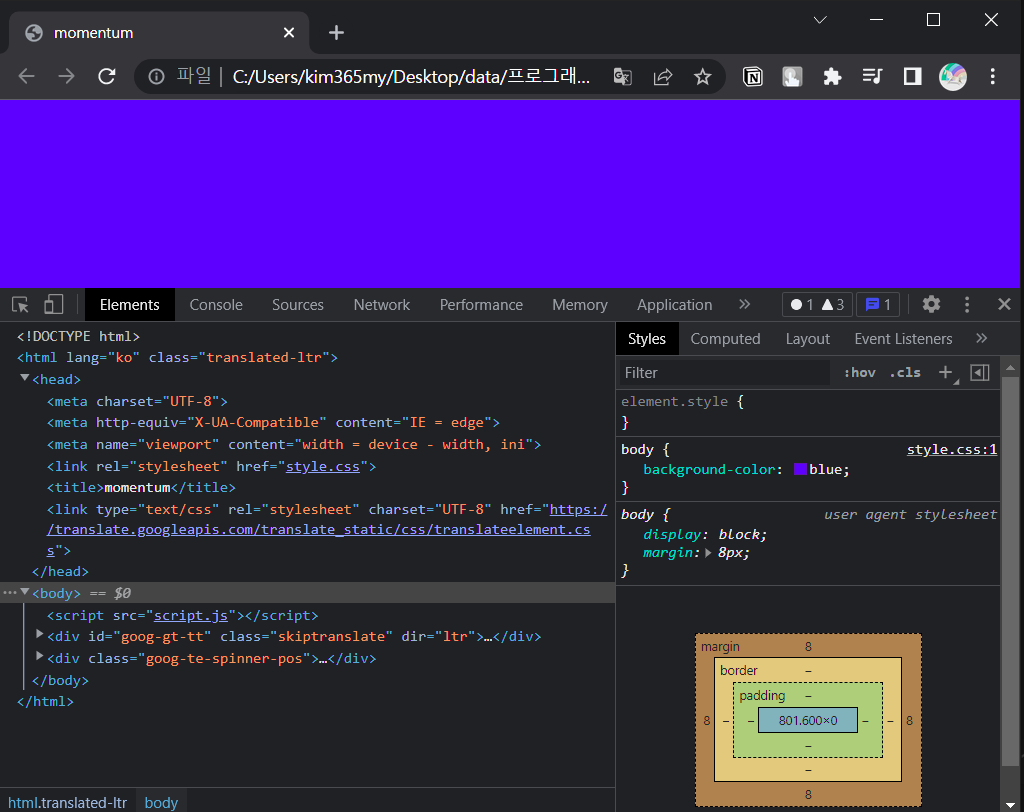 momentum
파일 | C:/Users/kim365my/Desktop/data/프로그래...
Elements Console Sources Network Performance Memory Application 1 3 1
<!DOCTYPE html>
<html lang="ko" class="translated-ltr">
<head>
<meta charset="UTF-8">
<meta http-equiv="X-UA-Compatible" content="IE = edge">
<meta name="viewport" content="width = device - width, ini">
<link rel="stylesheet" href="style.css">
<title>momentum</title>
<link type="text/css" rel="stylesheet" charset="UTF-8" href="https:/
/translate.googleapis.com/translate_static/css/translateelement.cs
s">
</head>
<body> == $0
<script src="script.js"></script>
<div id="goog-gt-tt" class="skiptranslate" dir="ltr">…</div>
<div class="goog-te-spinner-pos">…</div>
</body>
</html>
html.translated-ltr body
Styles Computed Layout Event Listeners
Filter :hov .cls
element.style {
}
body { style.css:1
background-color: blue;
}
body { user agent stylesheet
display: block;
margin: 8px;
}
margin 8
border –
padding –
8 – – 801.600×0 – – 8
–
–
8